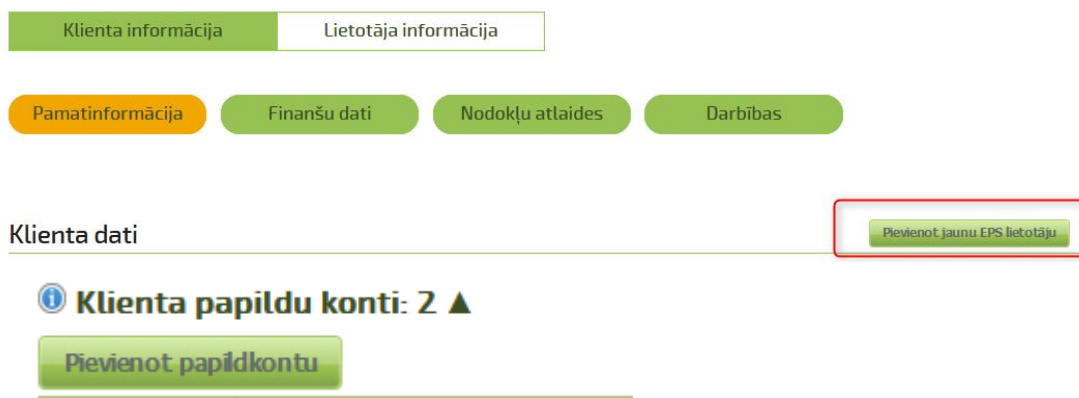 Klienta informācija Lietotāja informācija
Pamatinformācija Finanšu dati Nodokļu atlaides Darbības
Klienta dati Pievienot jaunu EPS lietotāju
Klienta papildu konti: 2 ▲
Pievienot papildkontu